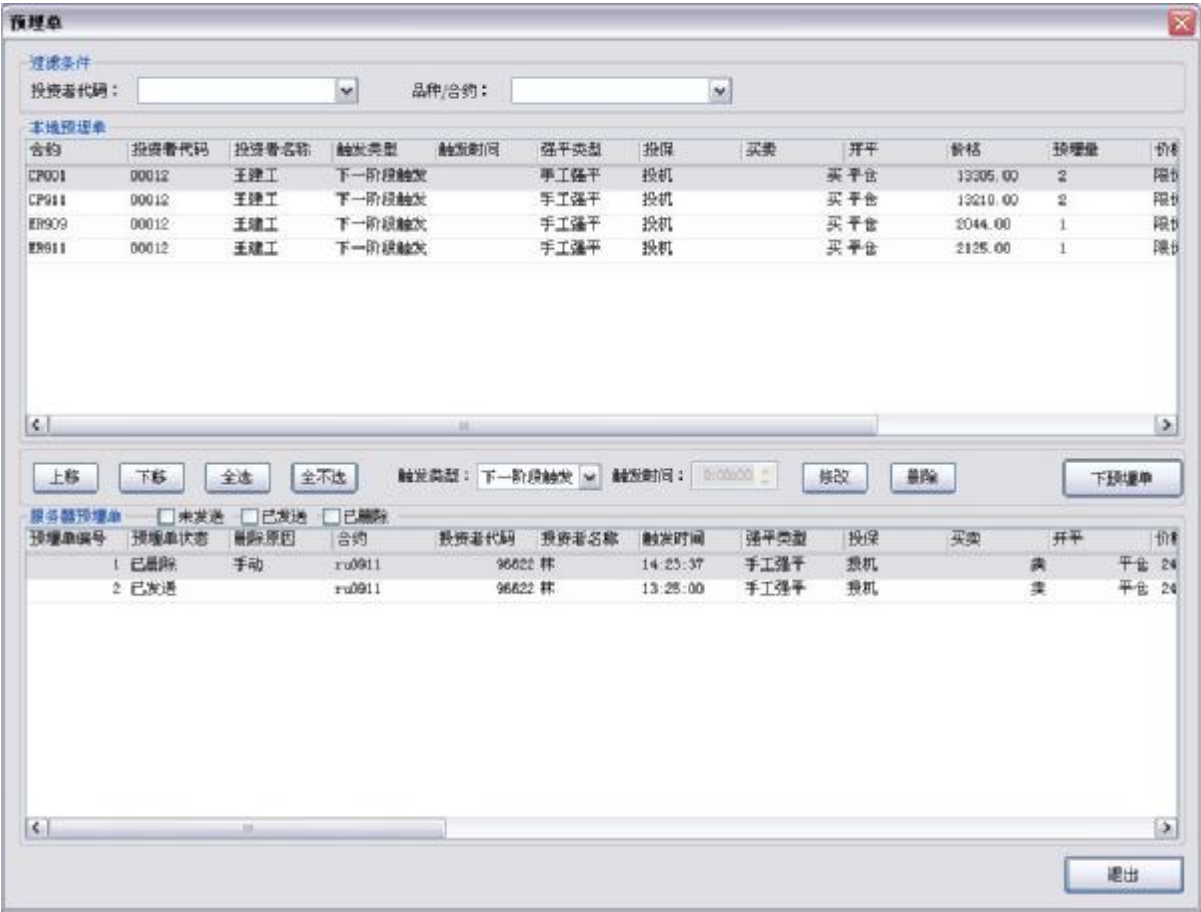 预埋单
过滤条件
投资者代码： 品种/合约：
本地预埋单
合约 投资者代码 投资者名称 触发类型 触发时间 强平类型 投保 买卖 开平 价格 预埋量
CF001 00012 王建工 下一阶段触发 手工强平 投机 买 平仓 13305.00 2
CF911 00012 王建工 下一阶段触发 手工强平 投机 买 平仓 13210.00 2
ER909 00012 王建工 下一阶段触发 手工强平 投机 买 平仓 2044.00 1
ER911 00012 王建工 下一阶段触发 手工强平 投机 买 平仓 2125.00 1
上移 下移 全选 全不选 触发类型： 下一阶段触发 触发时间： 0:00:00 修改 删除 下预埋单
服务器预埋单 未发送 已发送 已删除
预埋单编号 预埋单状态 删除原因 合约 投资者代码 投资者名称 触发时间 强平类型 投保 买卖 开平
1 已删除 手动 ru0911 96622 林 14:25:37 手工强平 投机 卖 平仓 24
2 已发送 ru0911 96622 林 13:25:00 手工强平 投机 卖 平仓 24
退出